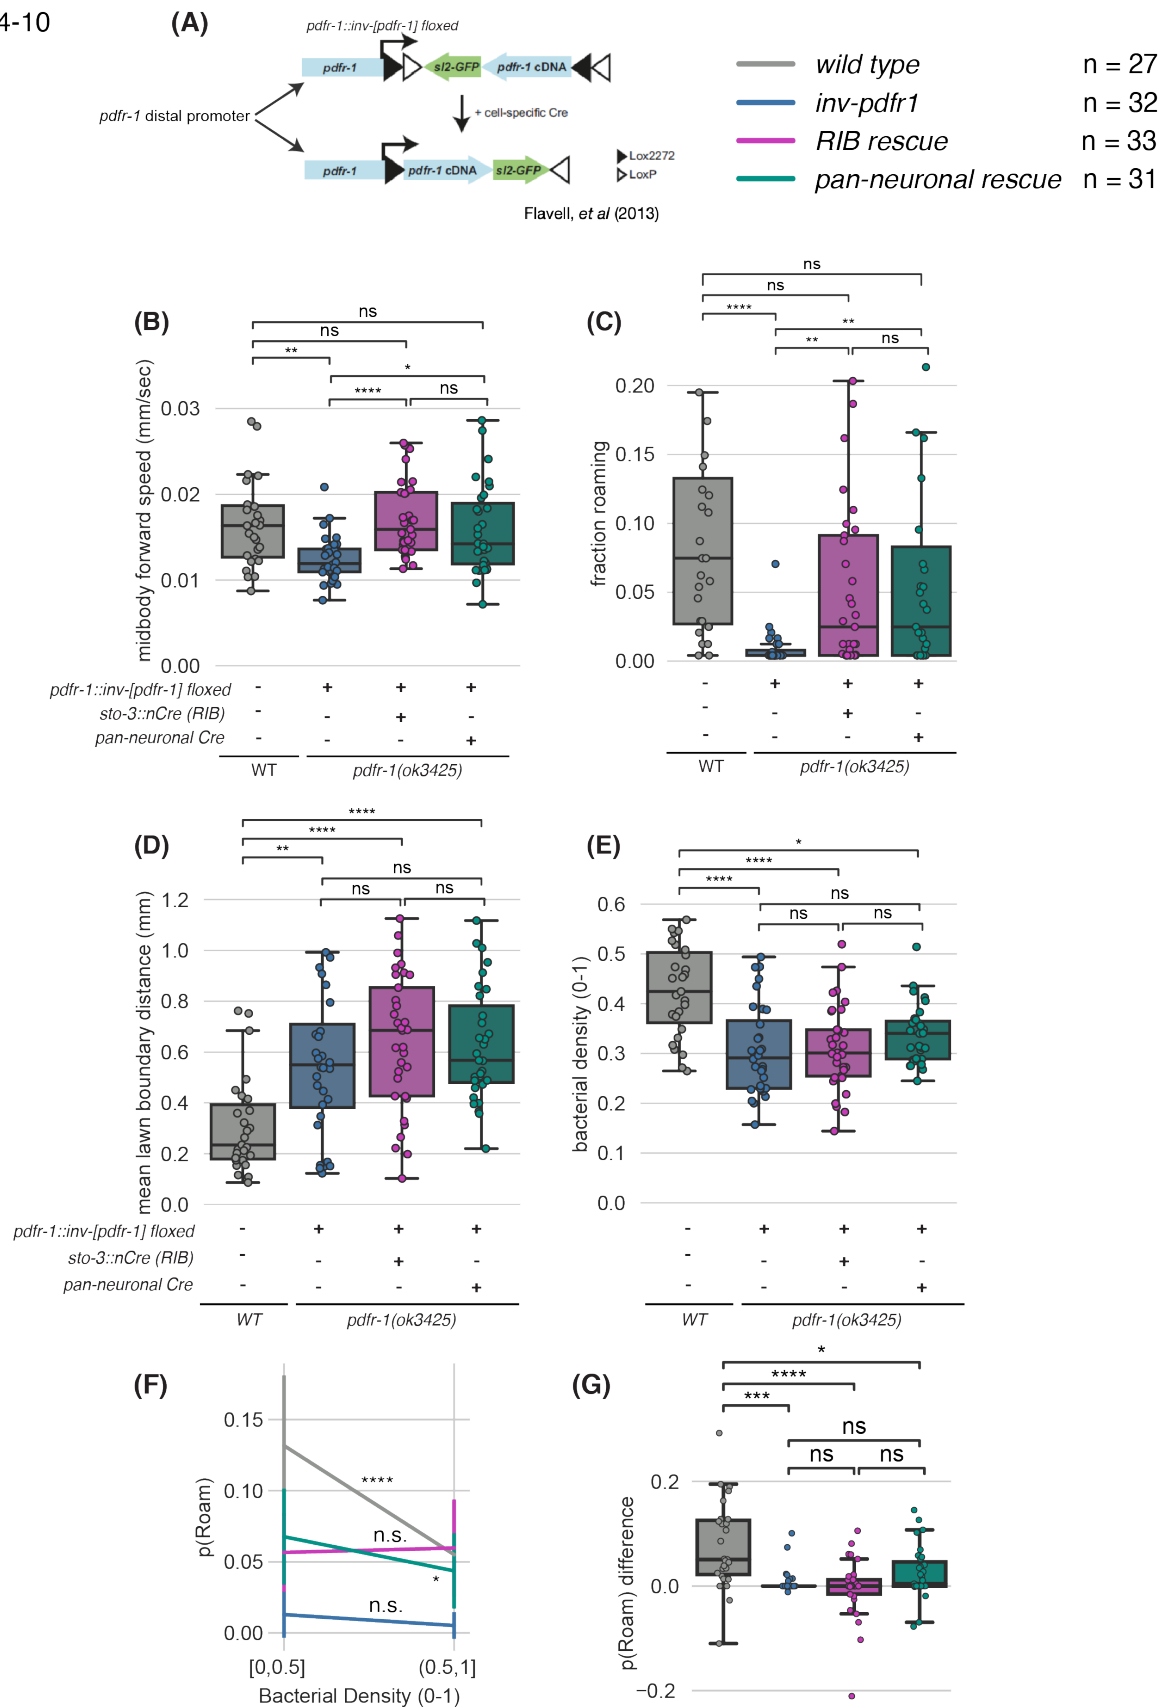 4-10
(A)
pdfr-1::inv-[pdfr-1] floxed
pdfr-1
sl2-GFP
pdfr-1 cDNA
pdfr-1 distal promoter
+ cell-specific Cre
pdfr-1
pdfr-1 cDNA
sl2-GFP
Lox2272
LoxP
Flavell, et al (2013)
wild type n = 27
inv-pdfr1 n = 32
RIB rescue n = 33
pan-neuronal rescue n = 31
(B)
ns
ns
**
*
****
ns
midbody forward speed (mm/sec)
0.03
0.02
0.01
0.00
pdfr-1::inv-[pdfr-1] floxed - + + +
sto-3::nCre (RIB) - - + -
pan-neuronal Cre - - - +
WT
pdfr-1(ok3425)
(C)
ns
ns
****
**
**
ns
fraction roaming
0.20
0.15
0.10
0.05
0.00
- + + +
- - + -
- - - +
WT
pdfr-1(ok3425)
(D)
****
****
**
ns
ns
ns
mean lawn boundary distance (mm)
1.2
1.0
0.8
0.6
0.4
0.2
0.0
pdfr-1::inv-[pdfr-1] floxed - + + +
sto-3::nCre (RIB) - - + -
pan-neuronal Cre - - - +
WT
pdfr-1(ok3425)
(E)
*
****
****
ns
ns
ns
bacterial density (0-1)
0.6
0.5
0.4
0.3
0.2
0.1
0.0
- + + +
- - + -
- - - +
WT
pdfr-1(ok3425)
(F)
p(Roam)
0.15
0.10
0.05
0.00
****
n.s.
*
n.s.
[0,0.5]
(0.5,1]
Bacterial Density (0-1)
(G)
*
****
***
ns
ns
ns
p(Roam) difference
0.2
0.0
−0.2